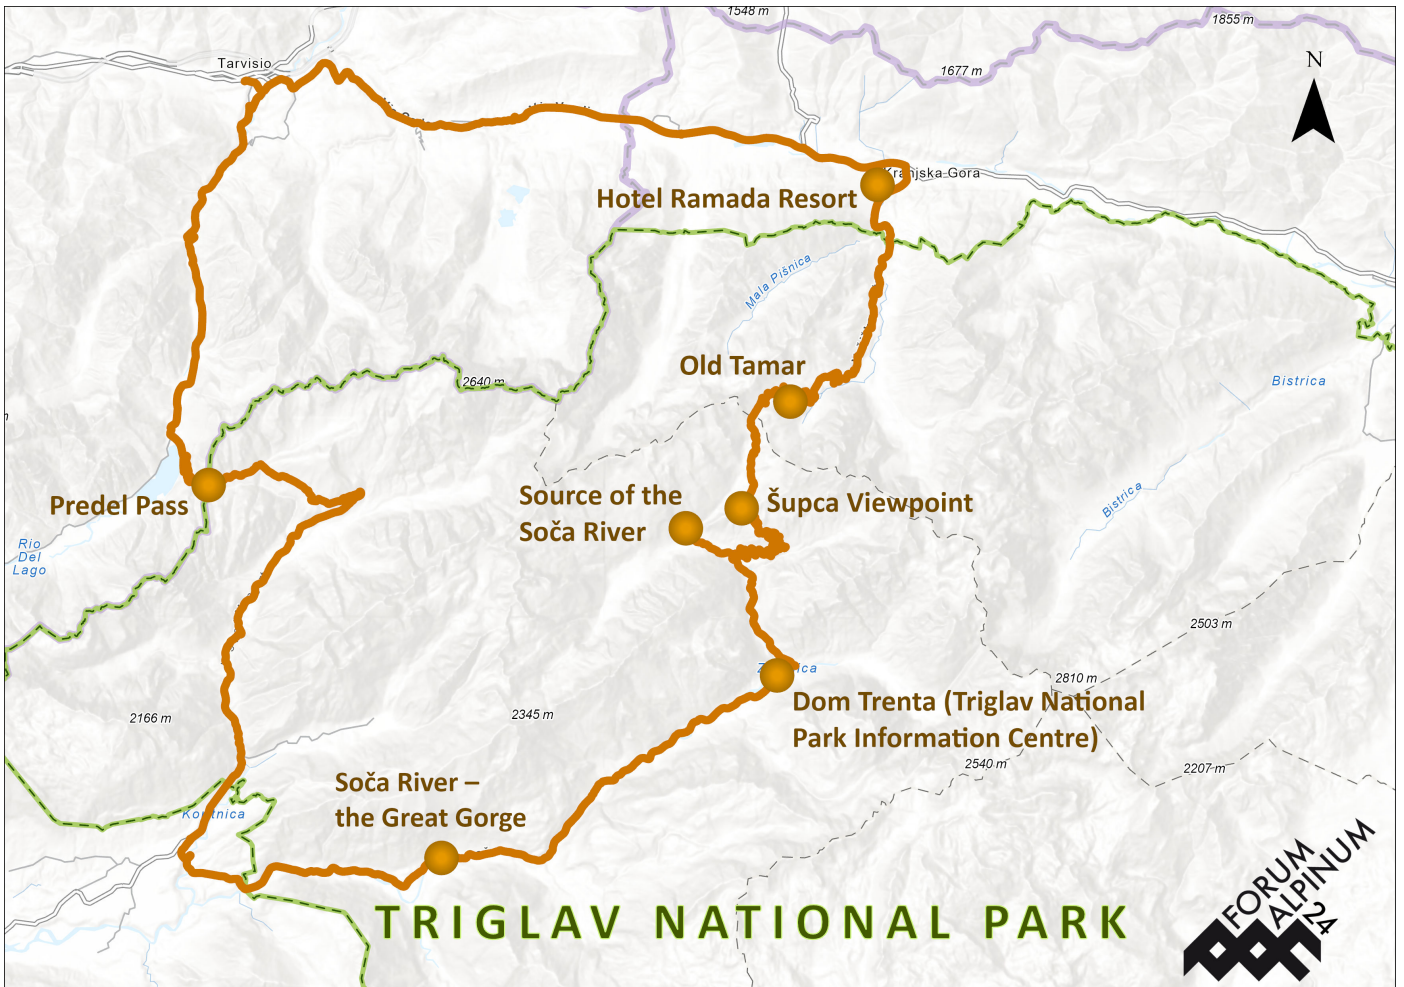 1548 m
1855 m
Tarvisio
N
1677 m
Kranjska Gora
Hotel Ramada Resort
Mala Pišnica
Old Tamar
2640 m
Bistrica
Predel Pass
Source of the
Soča River
Šupca Viewpoint
Bistrica
Rio
Del
Lago
2503 m
2810 m
Dom Trenta (Triglav National
Park Information Centre)
2166 m
2345 m
2540 m
2207 m
Soča River –
the Great Gorge
FORUM
ALPINUM
24
TRIGLAV NATIONAL PARK